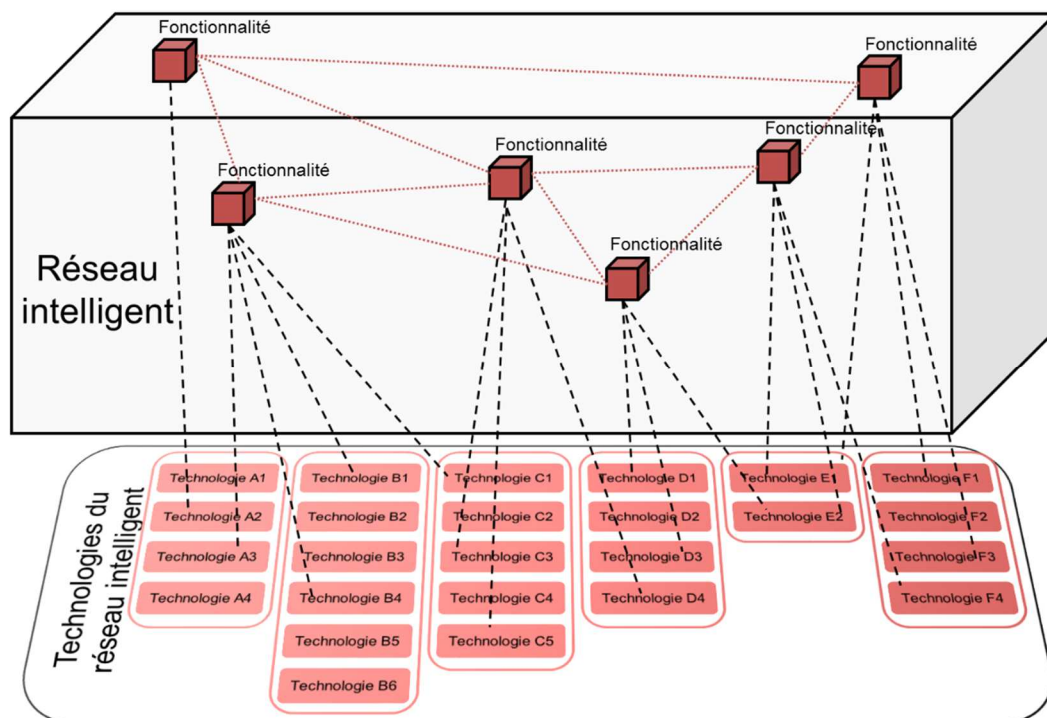 Fonctionnalité
Fonctionnalité
Fonctionnalité
Fonctionnalité
Fonctionnalité
Fonctionnalité
Réseau
intelligent
Technologies du
réseau intelligent
Technologie A1
Technologie A2
Technologie A3
Technologie A4
Technologie B1
Technologie B2
Technologie B3
Technologie B4
Technologie B5
Technologie B6
Technologie C1
Technologie C2
Technologie C3
Technologie C4
Technologie C5
Technologie D1
Technologie D2
Technologie D3
Technologie D4
Technologie E1
Technologie E2
Technologie F1
Technologie F2
Technologie F3
Technologie F4